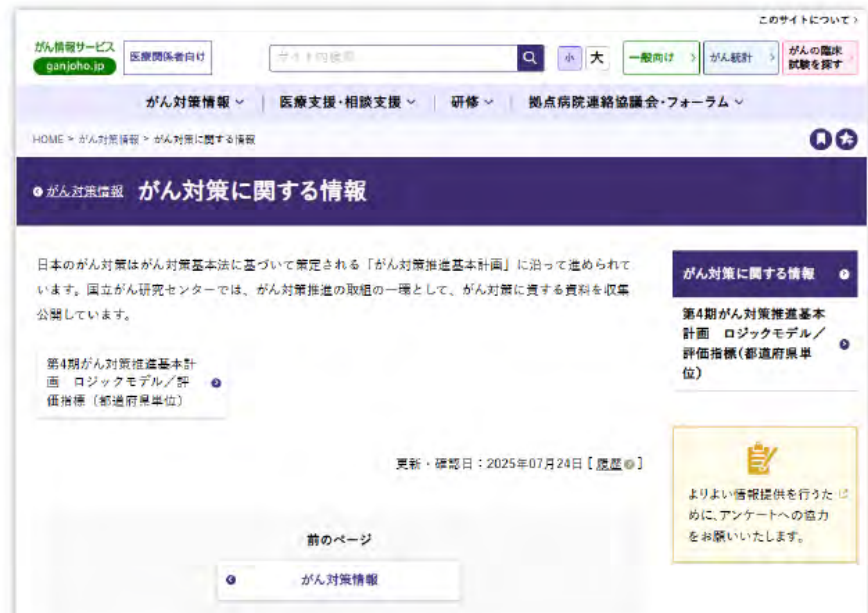 このサイトについて
がん情報サービス
ganjoho.jp
医療関係者向け
サイト内検索
小 大
一般向け
がん統計
がんの臨床
試験を探す
がん対策情報
医療支援・相談支援
研修
拠点病院連絡協議会・フォーラム
HOME > がん対策情報 > がん対策に関する情報
がん対策情報 がん対策に関する情報
日本のがん対策はがん対策基本法に基づいて策定される「がん対策推進基本計画」に沿って進められて
います。国立がん研究センターでは、がん対策推進の取組の一環として、がん対策に資する資料を収集
公開しています。
第4期がん対策推進基本計
画　ロジックモデル／評
価指標（都道府県単位）
更新・確認日：2025年07月24日 [ 履歴 ]
前のページ
がん対策情報
がん対策に関する情報
第4期がん対策推進基本
計画　ロジックモデル／
評価指標(都道府県単
位)
よりよい情報提供を行うた
めに、アンケートへの協力
をお願いいたします。